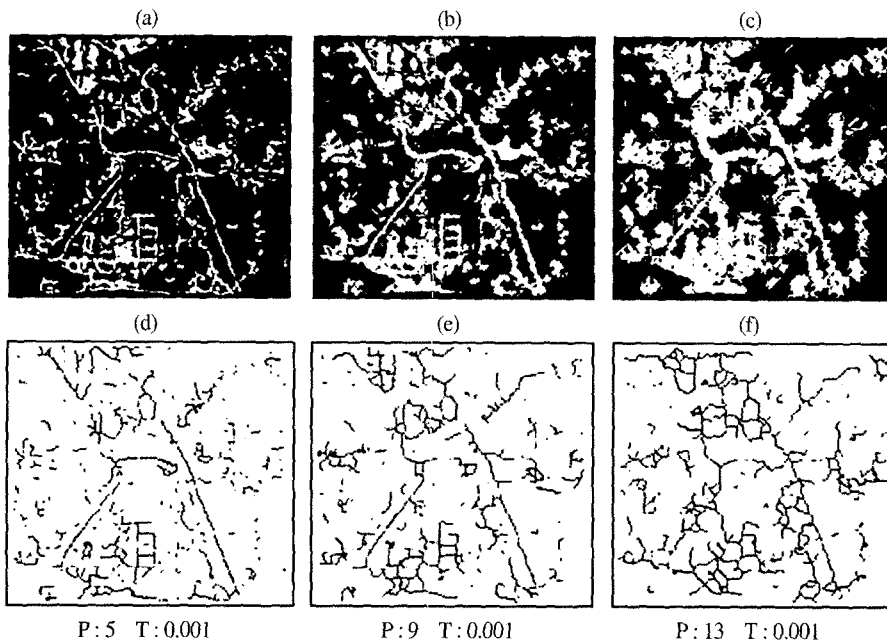 (a) (b) (c)
(d) (e) (f)
P : 5 T : 0.001 P : 9 T : 0.001 P : 13 T : 0.001